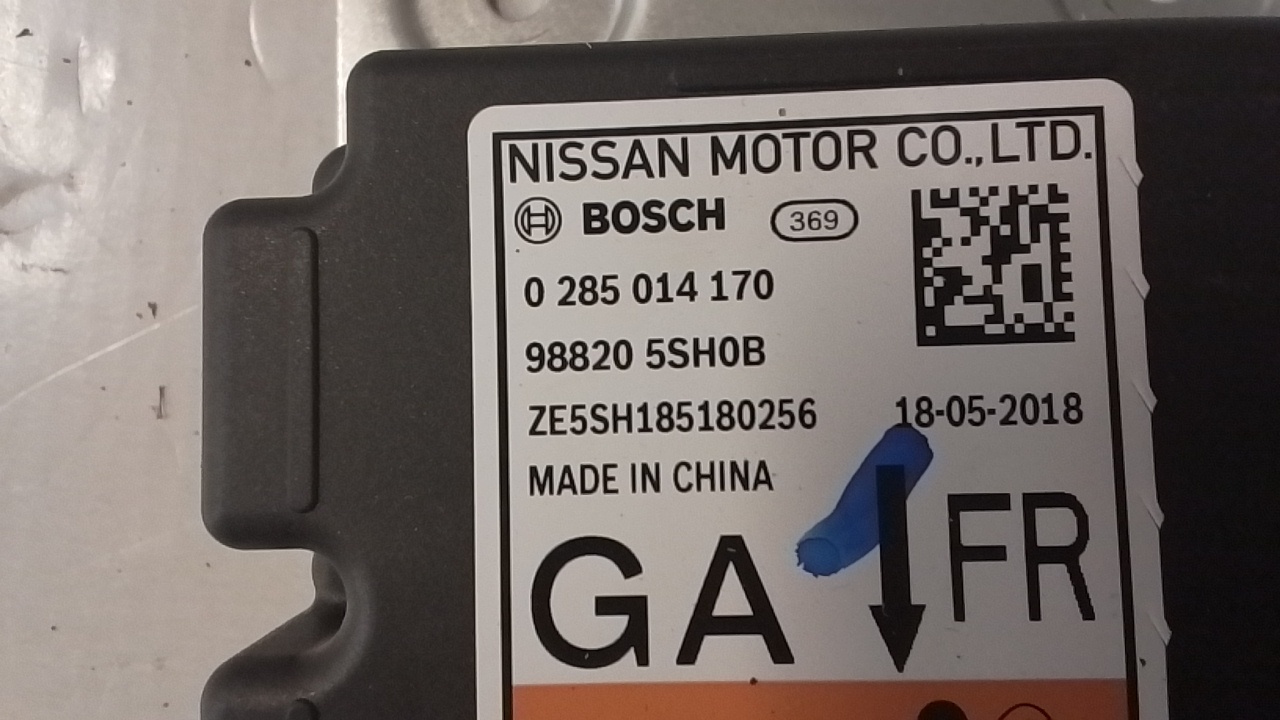 NISSAN MOTOR CO.,LTD.
BOSCH 369
0 285 014 170
98820 5SH0B
ZE5SH185180256 18-05-2018
MADE IN CHINA
GA FR